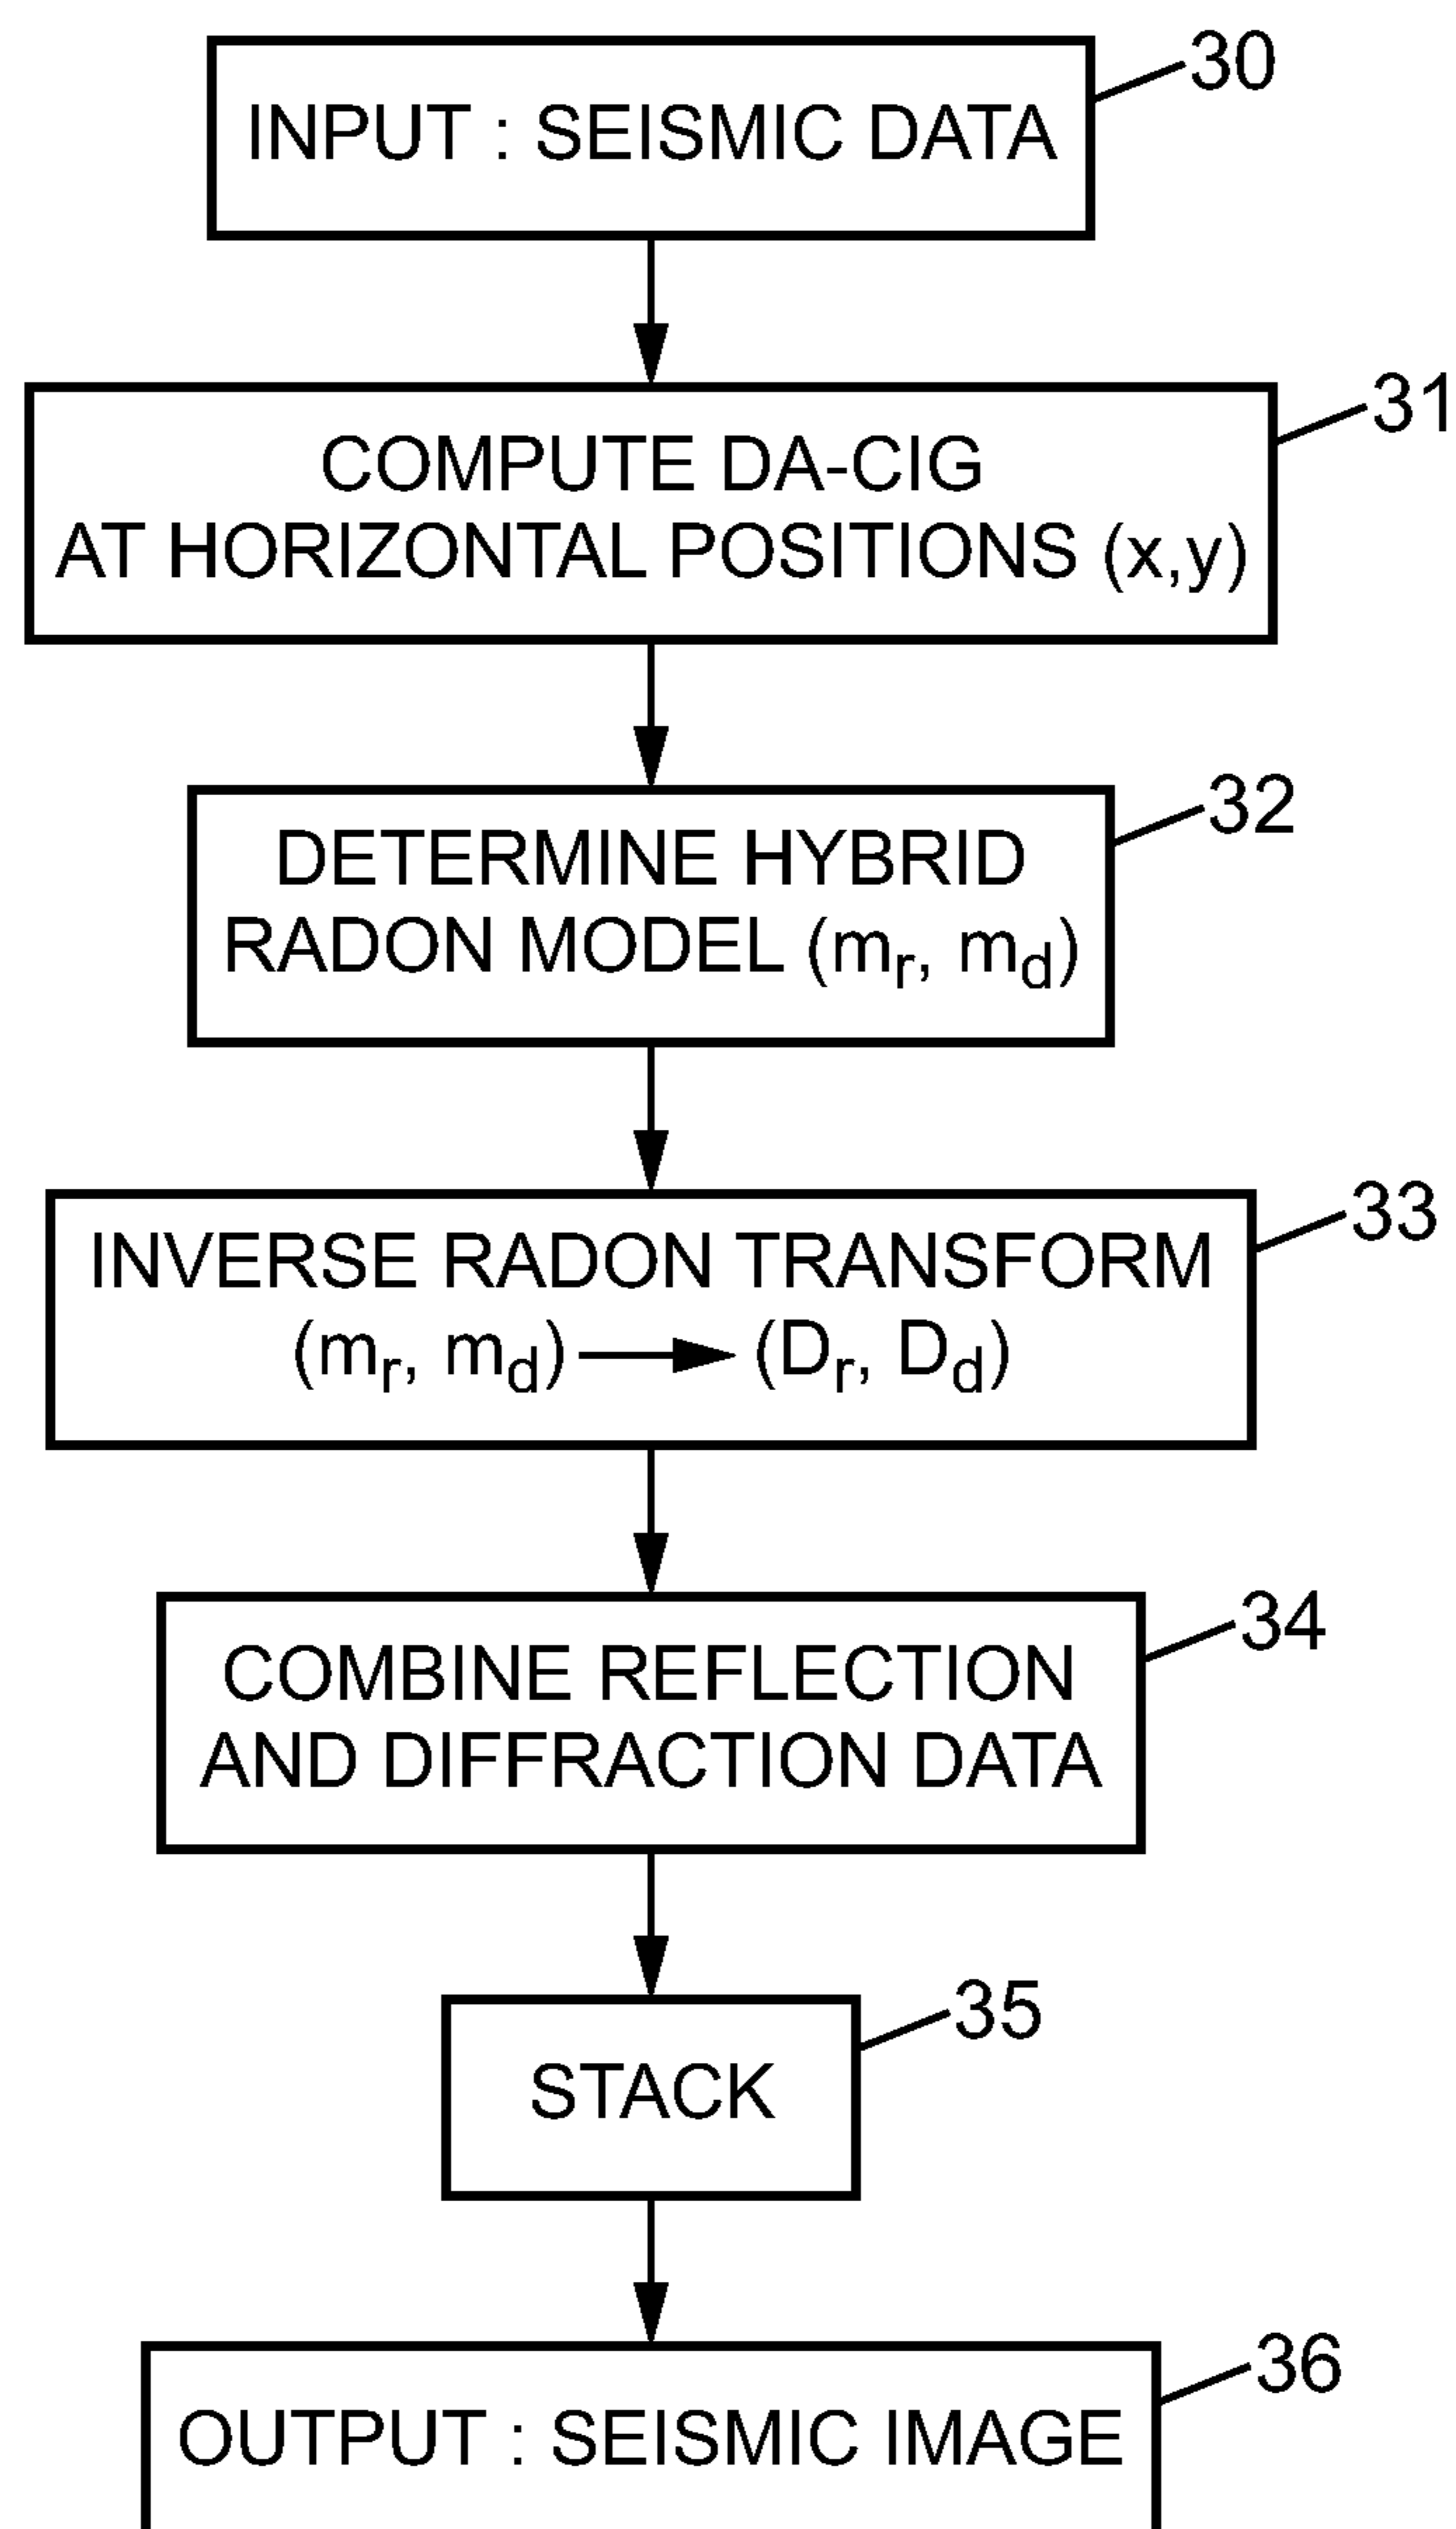 30
INPUT : SEISMIC DATA
31
COMPUTE DA-CIG
AT HORIZONTAL POSITIONS (x,y)
32
DETERMINE HYBRID
RADON MODEL (mr, md)
33
INVERSE RADON TRANSFORM
(mr, md) → (Dr, Dd)
34
COMBINE REFLECTION
AND DIFFRACTION DATA
35
STACK
36
OUTPUT : SEISMIC IMAGE